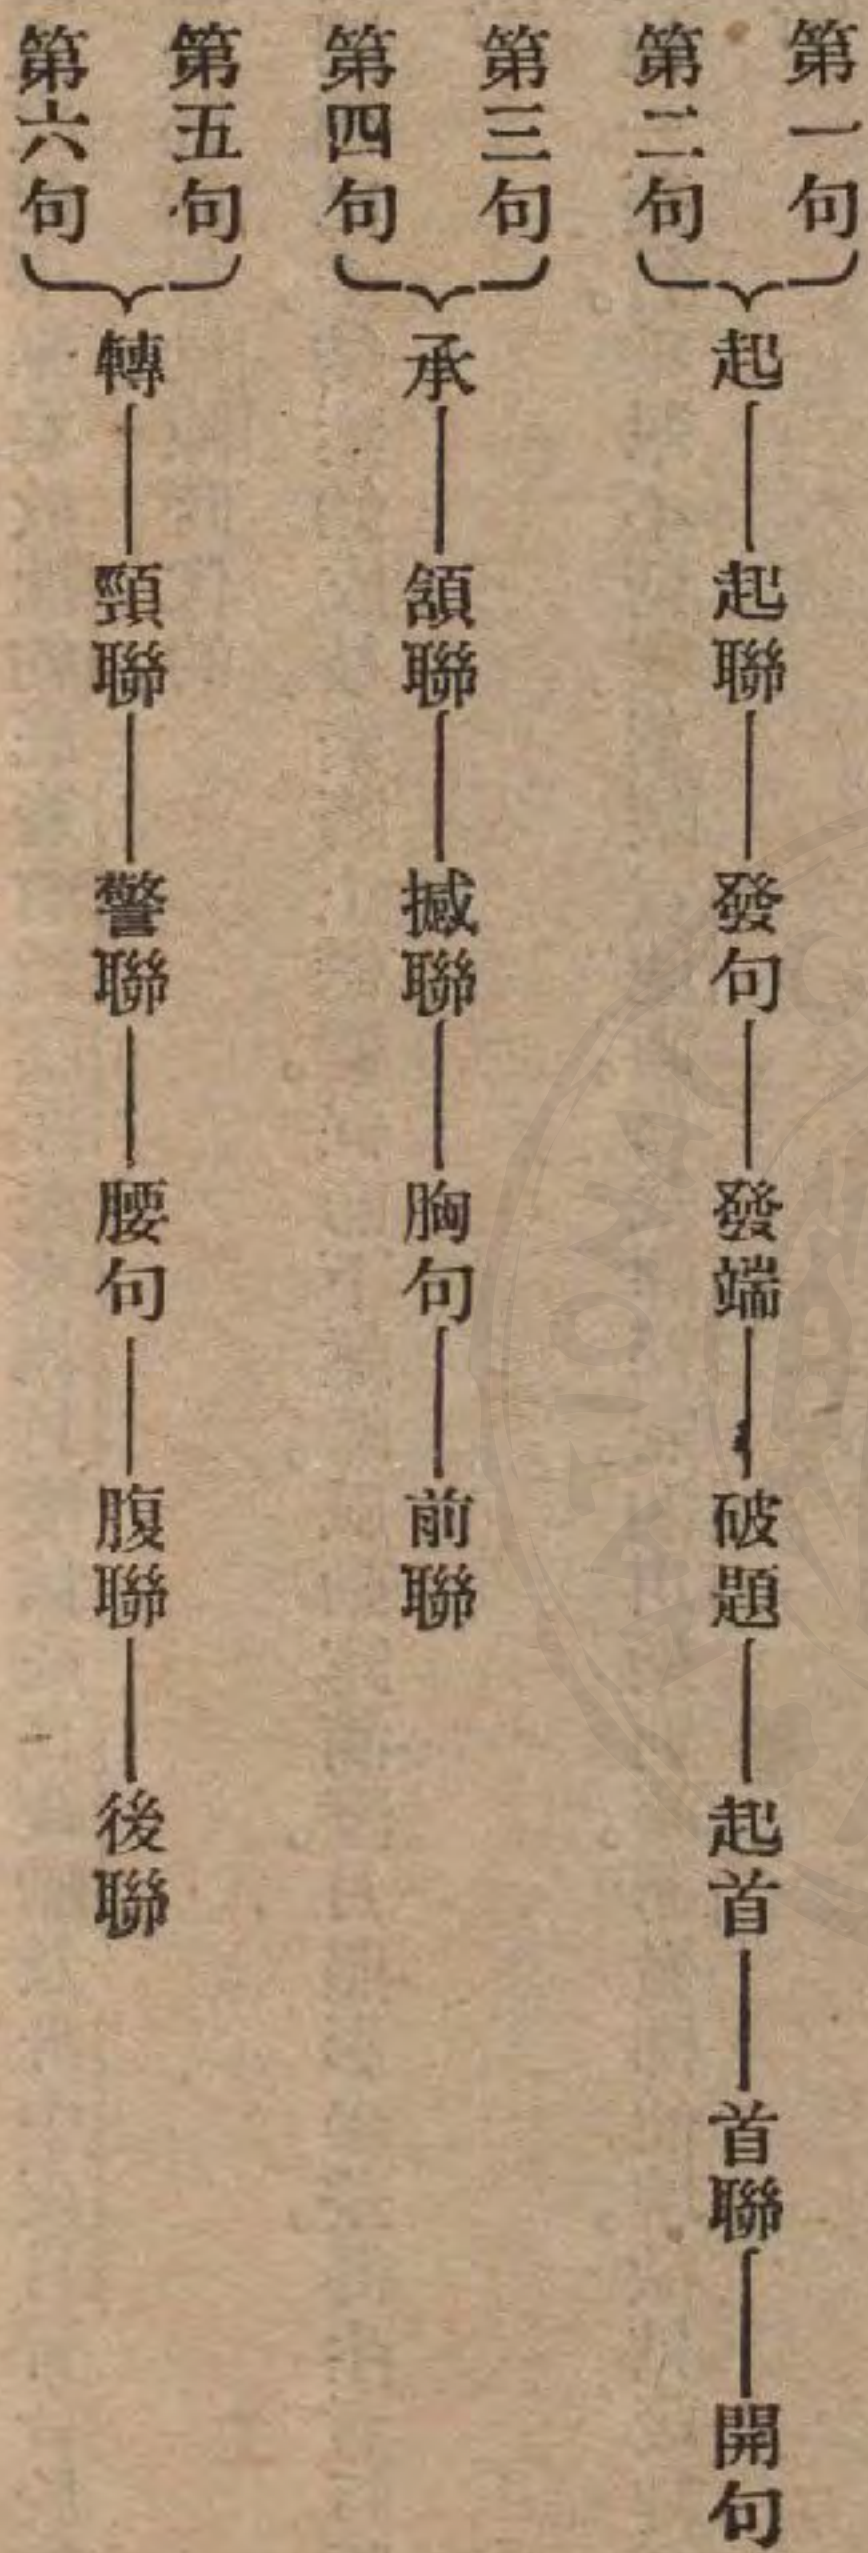 第一句
第二句
起——起聯——發句——發端——破題——起首——首聯——開句
第三句
第四句
承——頷聯——撼聯——胸句——前聯
第五句
第六句
轉——頸聯——警聯——腰句——腹聯——後聯